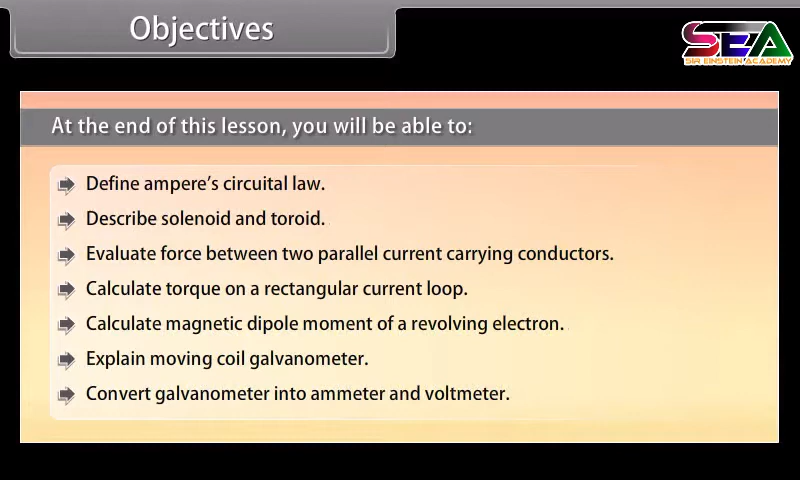 Objectives
SEA
SIR EINSTEIN ACADEMY
At the end of this lesson, you will be able to:
Define ampere's circuital law.
Describe solenoid and toroid.
Evaluate force between two parallel current carrying conductors.
Calculate torque on a rectangular current loop.
Calculate magnetic dipole moment of a revolving electron.
Explain moving coil galvanometer.
Convert galvanometer into ammeter and voltmeter.